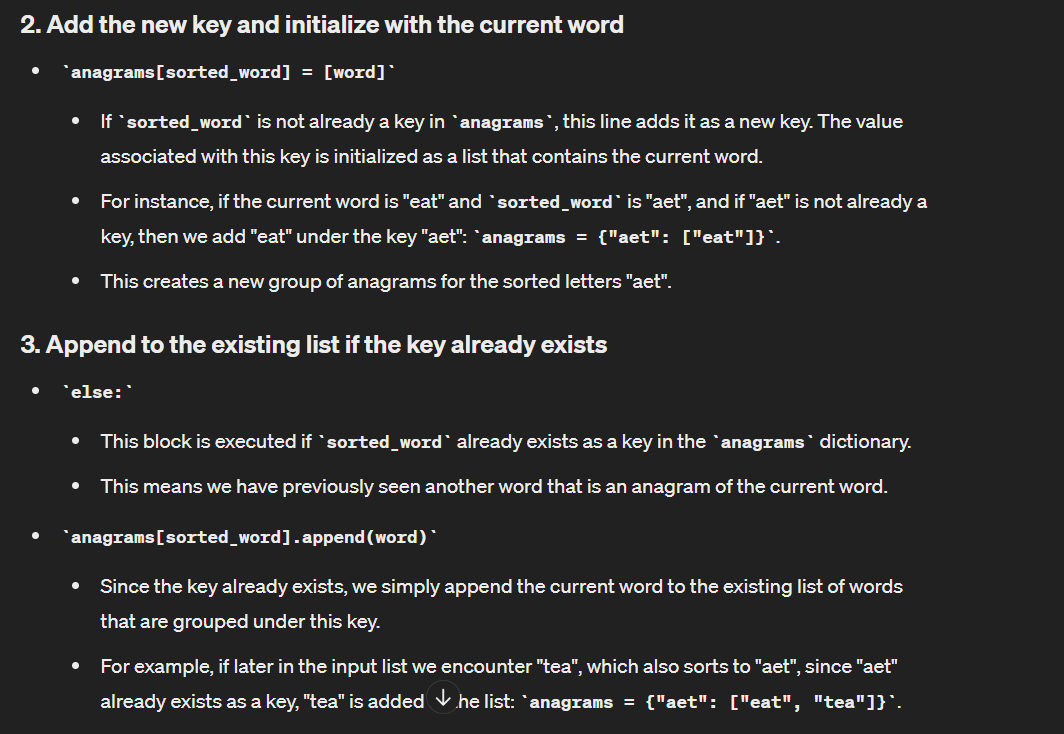 2. Add the new key and initialize with the current word
• `anagrams[sorted_word] = [word]`
• If `sorted_word` is not already a key in `anagrams`, this line adds it as a new key. The value
associated with this key is initialized as a list that contains the current word.
• For instance, if the current word is "eat" and `sorted_word` is "aet", and if "aet" is not already a
key, then we add "eat" under the key "aet": `anagrams = {"aet": ["eat"]}`.
• This creates a new group of anagrams for the sorted letters "aet".
3. Append to the existing list if the key already exists
• `else:`
• This block is executed if `sorted_word` already exists as a key in the `anagrams` dictionary.
• This means we have previously seen another word that is an anagram of the current word.
• `anagrams[sorted_word].append(word)`
• Since the key already exists, we simply append the current word to the existing list of words
that are grouped under this key.
• For example, if later in the input list we encounter "tea", which also sorts to "aet", since "aet"
already exists as a key, "tea" is added he list: `anagrams = {"aet": ["eat", "tea"]}`.